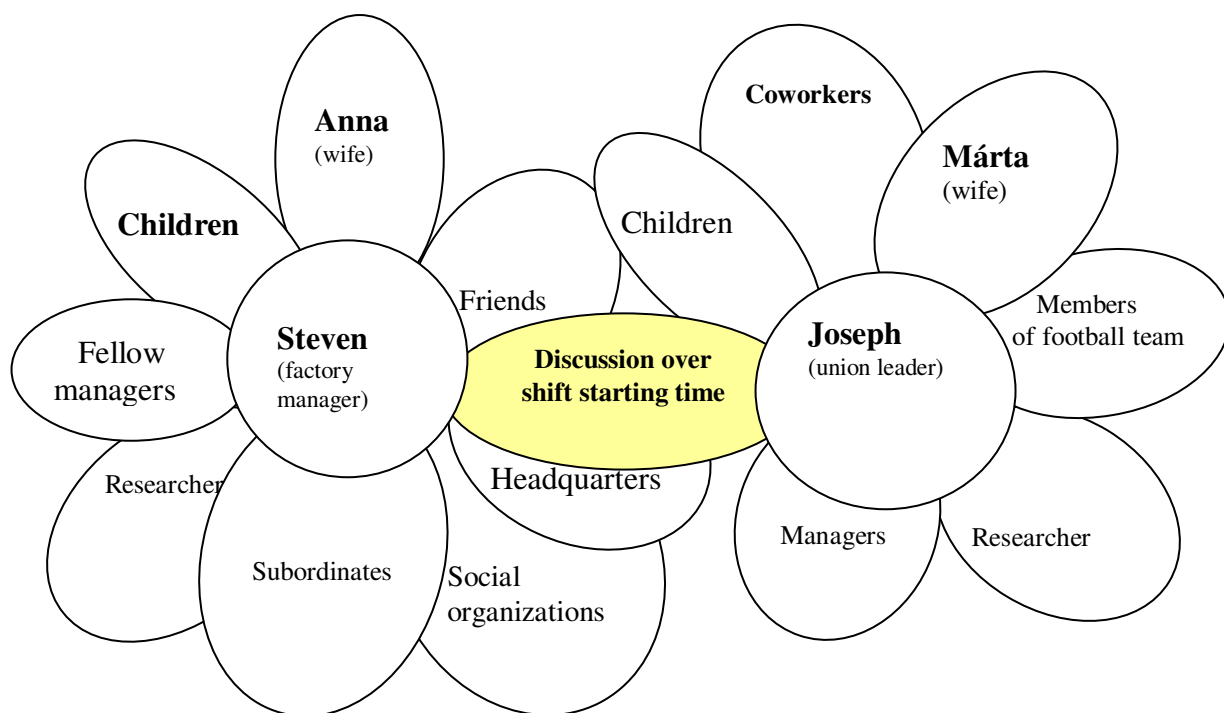 Coworkers
Anna
(wife)
Márta
(wife)
Children
Children
Friends
Members
of football team
Steven
(factory
manager)
Joseph
(union leader)
Fellow
managers
Discussion over
shift starting time
Researcher
Headquarters
Managers
Researcher
Subordinates
Social
organizations